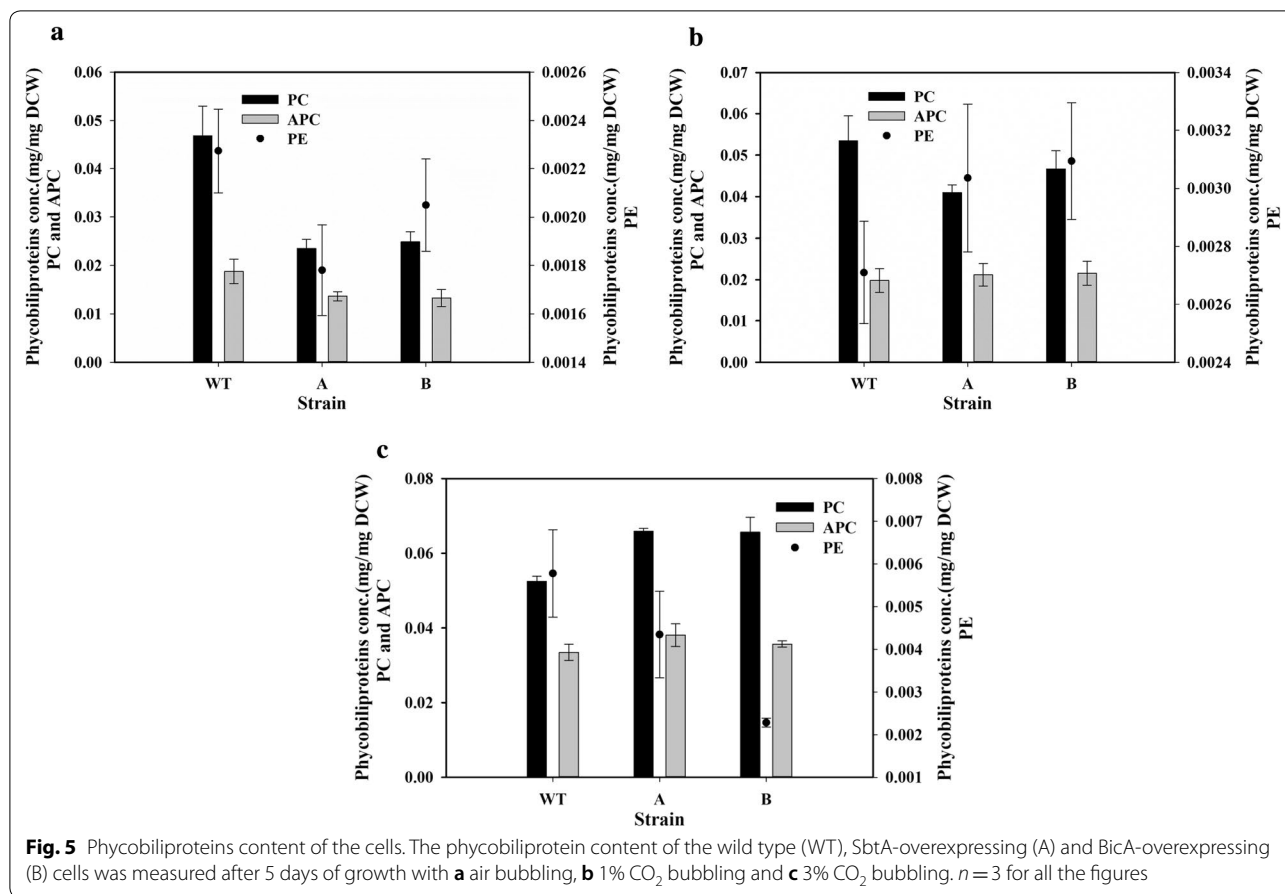 a
Phycobiliproteins conc.(mg/mg DCW)
PC and APC
0.06
0.05
0.04
0.03
0.02
0.01
0.00
PC
APC
PE
0.0026
0.0024
0.0022
0.0020
0.0018
0.0016
0.0014
Phycobiliproteins conc.(mg/mg DCW)
PE
WT A B
Strain
b
Phycobiliproteins conc.(mg/mg DCW)
PC and APC
0.07
0.06
0.05
0.04
0.03
0.02
0.01
0.00
PC
APC
PE
0.0034
0.0032
0.0030
0.0028
0.0026
0.0024
Phycobiliproteins conc.(mg/mg DCW)
PE
WT A B
Strain
c
Phycobiliproteins conc.(mg/mg DCW)
PC and APC
0.08
0.06
0.04
0.02
0.00
PC
APC
PE
0.008
0.007
0.006
0.005
0.004
0.003
0.002
0.001
Phycobiliproteins conc.(mg/mg DCW)
PE
WT A B
Strain
Fig. 5 Phycobiliproteins content of the cells. The phycobiliprotein content of the wild type (WT), SbtA-overexpressing (A) and BicA-overexpressing
(B) cells was measured after 5 days of growth with a air bubbling, b 1% CO₂ bubbling and c 3% CO₂ bubbling. n = 3 for all the figures